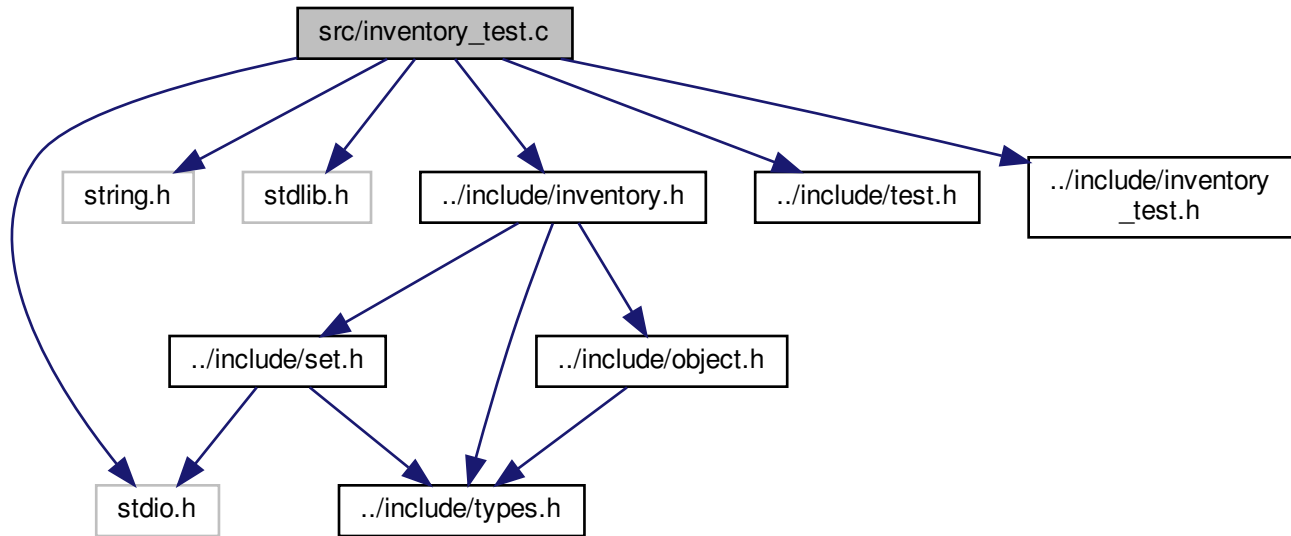 src/inventory_test.c
string.h
stdlib.h
../include/inventory.h
../include/test.h
../include/inventory
_test.h
../include/set.h
../include/object.h
stdio.h
../include/types.h